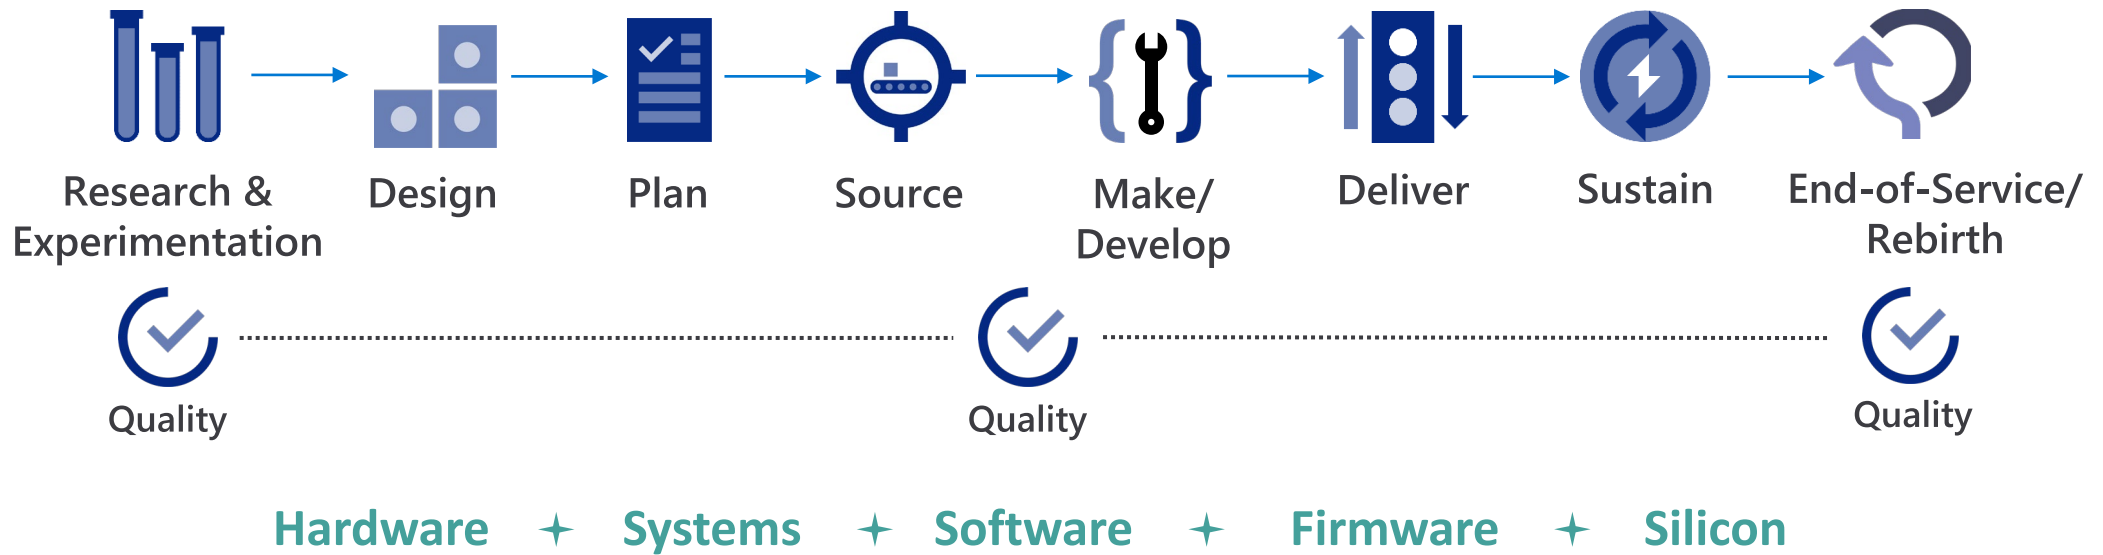 Research &
Experimentation
Design
Plan
Source
Make/
Develop
Deliver
Sustain
End-of-Service/
Rebirth
Quality
Quality
Quality
Hardware + Systems + Software + Firmware + Silicon